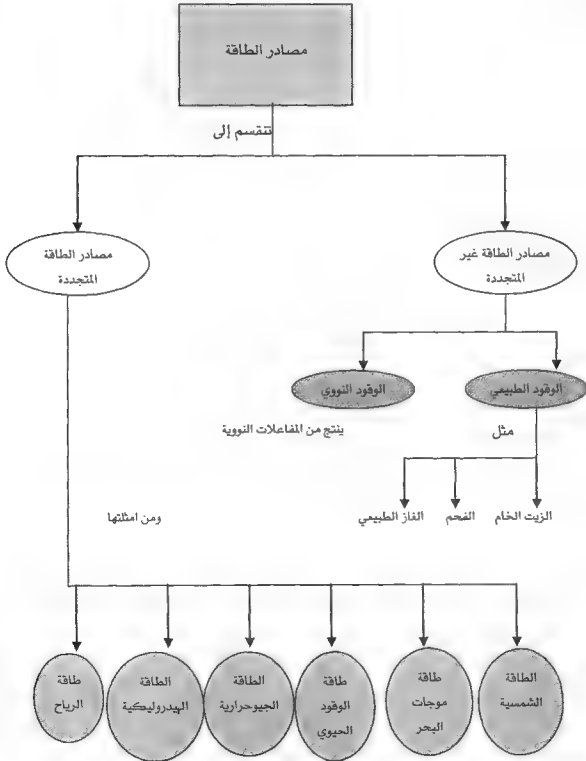 مصادر الطاقة
تنقسم إلى
مصادر الطاقة غير
المتجددة
مصادر الطاقة
المتجددة
الوقود الطبيعي
الوقود النووي
مثل
ينتج من المفاعلات النووية
الزيت الخام
الفحم
الغاز الطبيعي
ومن امثلتها
الطاقة
الشمسية
طاقة
موجات
البحر
طاقة
الوقود
الحيوي
الطاقة
الجيوحرارية
الطاقة
الهيدروليكية
طاقة
الرياح